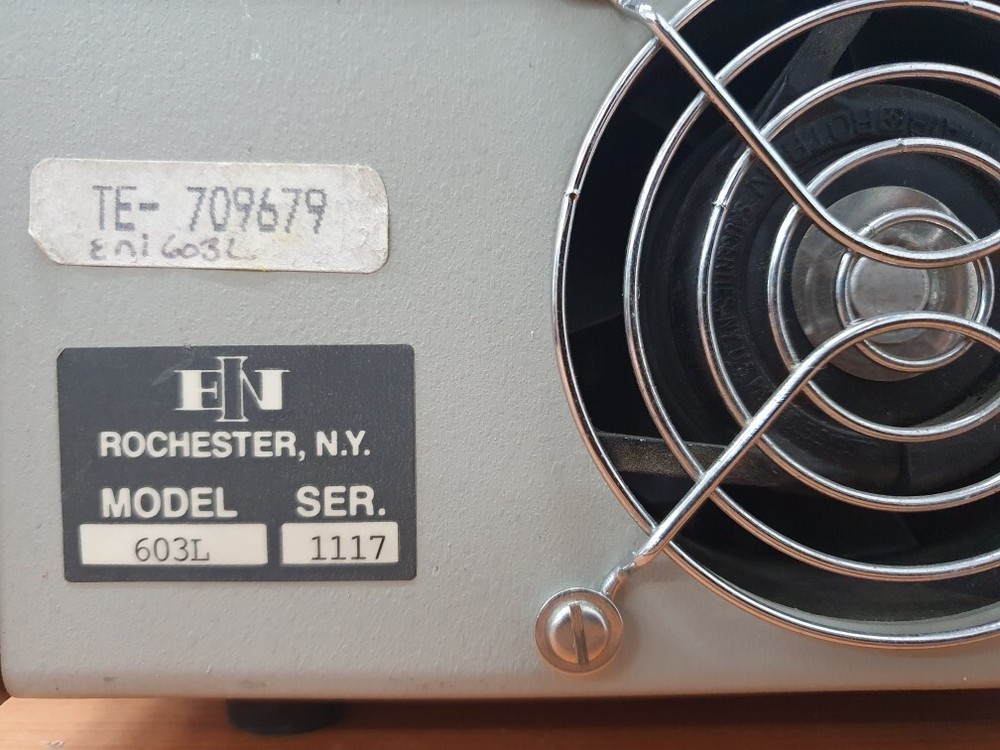 TE- 709679
eni 603L
ENI
ROCHESTER, N.Y.
MODEL SER.
603L 1117